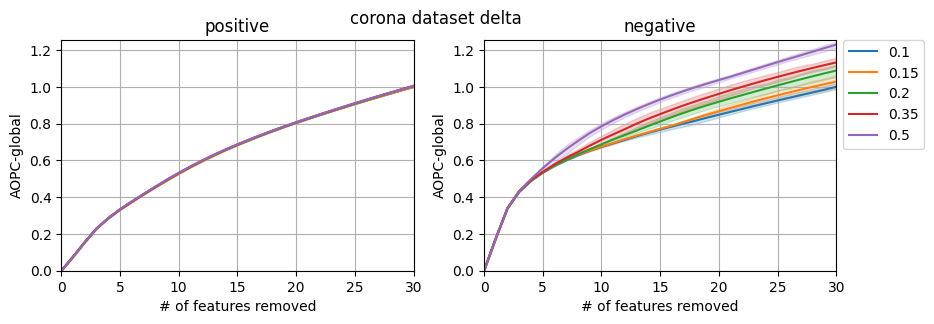 corona dataset delta
positive
AOPC-global
1.2
1.0
0.8
0.6
0.4
0.2
0.0
0 5 10 15 20 25 30
# of features removed
negative
AOPC-global
1.2
1.0
0.8
0.6
0.4
0.2
0.0
0 5 10 15 20 25 30
# of features removed
0.1
0.15
0.2
0.35
0.5